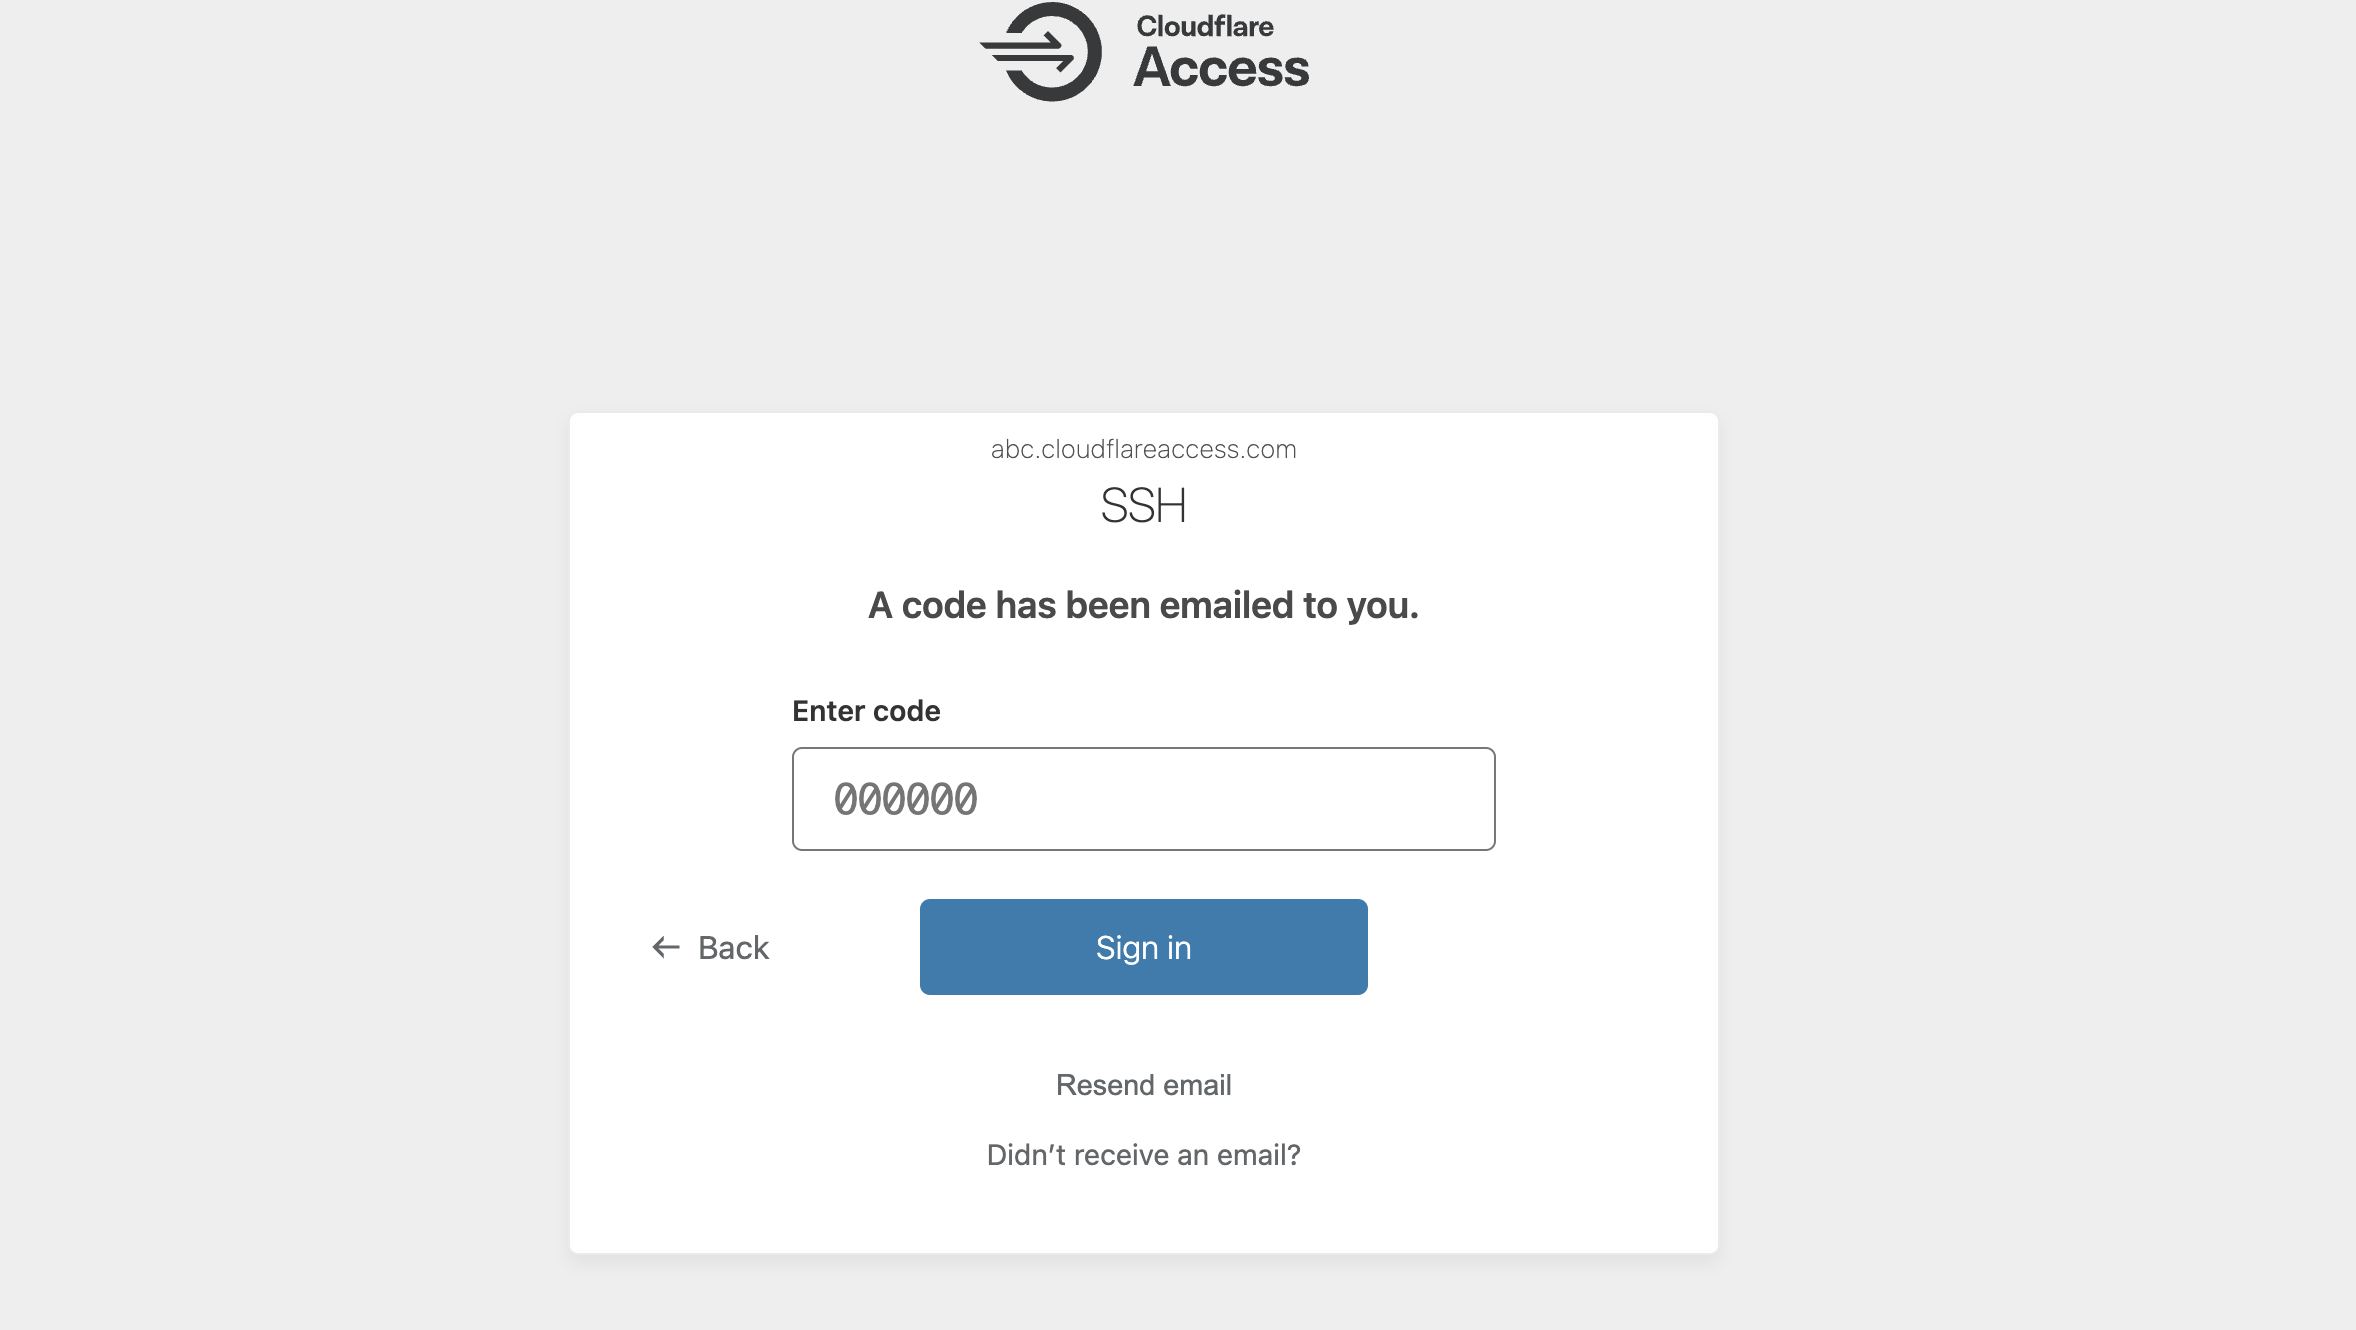 Cloudflare
Access
abc.cloudflareaccess.com
SSH
A code has been emailed to you.
Enter code
000000
← Back
Sign in
Resend email
Didn’t receive an email?